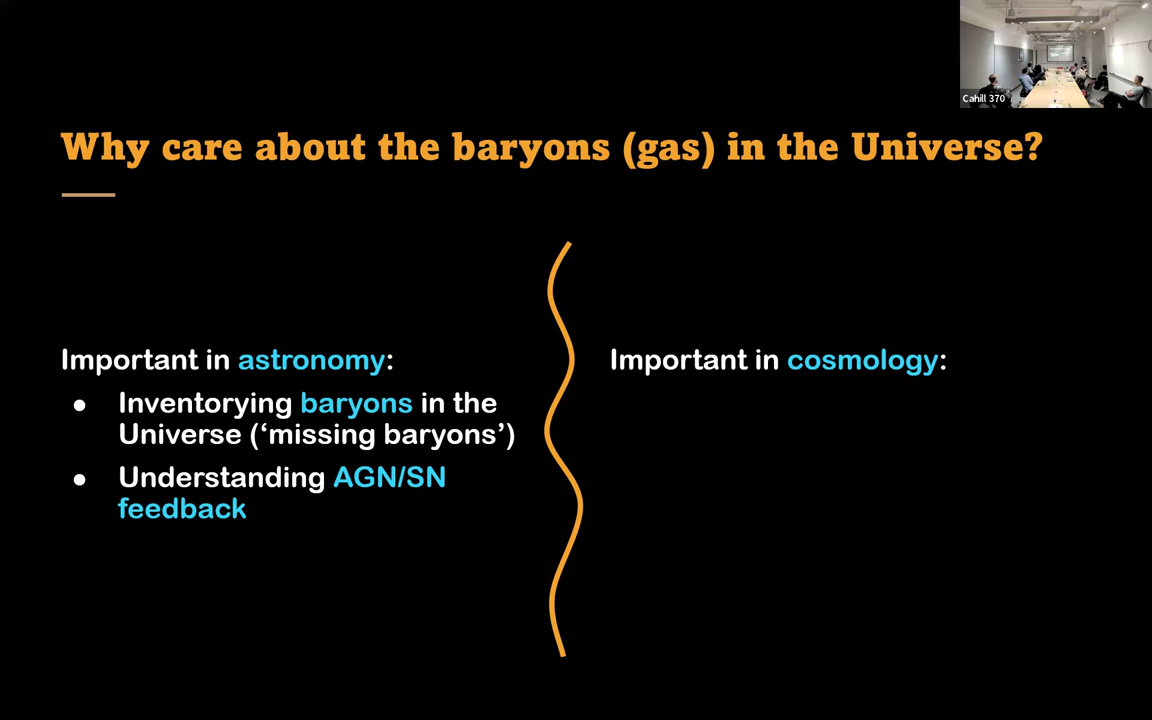 Cahill 370
Why care about the baryons (gas) in the Universe?
Important in astronomy:
● Inventorying baryons in the
Universe (‘missing baryons’)
● Understanding AGN/SN
feedback
Important in cosmology: